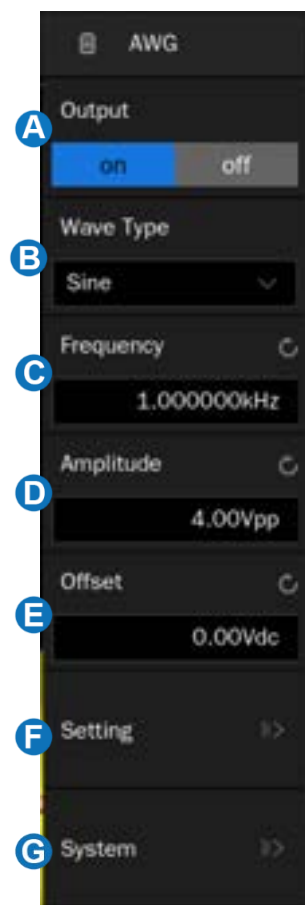 AWG
A
Output
on off
B
Wave Type
Sine
C
Frequency
1.000000kHz
D
Amplitude
4.00Vpp
E
Offset
0.00Vdc
F
Setting
G
System